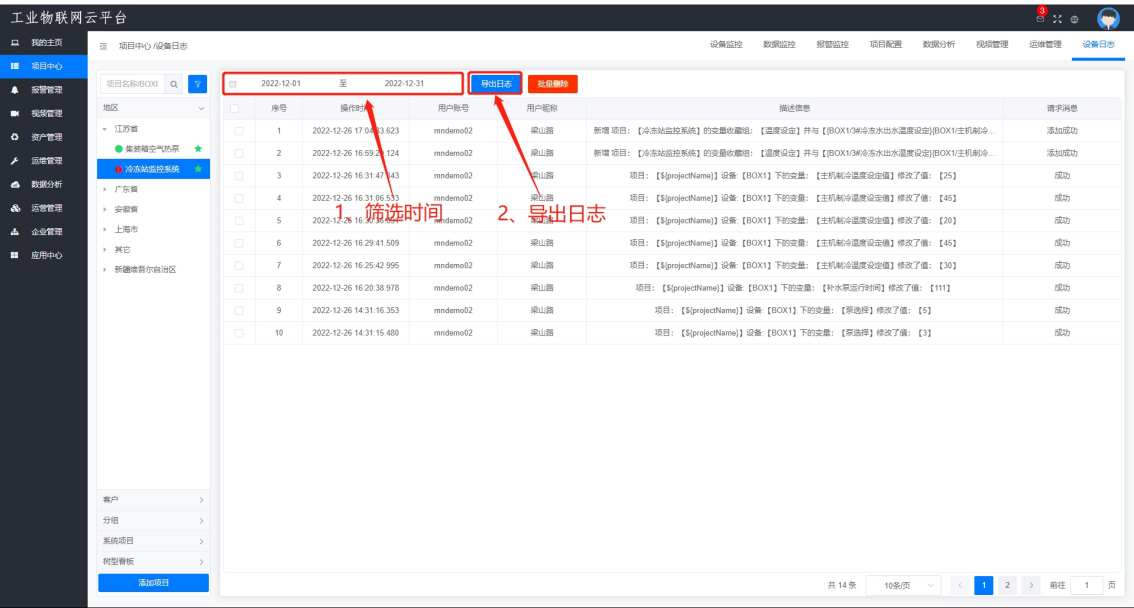 工业物联网云平台
3
我的主页
项目中心
报警管理
视频管理
资产管理
运维管理
数据分析
运营管理
企业管理
应用中心
项目中心 /设备日志
设备监控 数据监控 报警监控 项目配置 数据分析 视频管理 运维管理 设备日志
项目名称/BOXI
地区
江苏省
集装箱空气热泵
冷冻站监控系统
广东省
安徽省
上海市
其它
新疆维吾尔自治区
客户
分组
系统项目
树型看板
添加项目
2022-12-01 至 2022-12-31 导出日志 批量删除
序号 操作时 用户账号 用户昵称 描述信息 请求消息
1 2022-12-26 17:04:33.623 mndemo02 梁山路 新增 项目: 【冷冻站监控系统】的变量收藏组: 【温度设定】并与【[BOX1/3#冷冻水出水温度设定][BOX1/主机制冷... 添加成功
2 2022-12-26 16:59:29.124 mndemo02 梁山路 新增 项目: 【冷冻站监控系统】的变量收藏组: 【温度设定】并与【[BOX1/3#冷冻水出水温度设定][BOX1/主机制冷... 添加成功
3 2022-12-26 16:31:47.343 mndemo02 梁山路 项目: 【${projectName}】设备:【BOX1】下的变量: 【主机制冷温度设定值】修改了值: 【25】 成功
4 2022-12-26 16:31:06.533 mndemo02 梁山路 项目: 【${projectName}】设备:【BOX1】下的变量: 【主机制冷温度设定值】修改了值: 【45】 成功
1、筛选时间 2、导出日志
5 2022-12-26 mndemo02 项目: 【${projectName}】设备:【BOX1】下的变量: 【主机制冷温度设定值】修改了值: 【20】 成功
6 2022-12-26 16:29:41.509 mndemo02 梁山路 项目: 【${projectName}】设备:【BOX1】下的变量: 【主机制冷温度设定值】修改了值: 【45】 成功
7 2022-12-26 16:25:42.995 mndemo02 梁山路 项目: 【${projectName}】设备:【BOX1】下的变量: 【主机制冷温度设定值】修改了值: 【30】 成功
8 2022-12-26 16:20:38.978 mndemo02 梁山路 项目: 【${projectName}】设备:【BOX1】下的变量: 【补水泵运行时间】修改了值: 【111】 成功
9 2022-12-26 14:31:16.353 mndemo02 梁山路 项目: 【${projectName}】设备:【BOX1】下的变量: 【泵选择】修改了值: 【5】 成功
10 2022-12-26 14:31:15.480 mndemo02 梁山路 项目: 【${projectName}】设备:【BOX1】下的变量: 【泵选择】修改了值: 【3】 成功
共 14 条 10条/页 1 2 前往 1 页